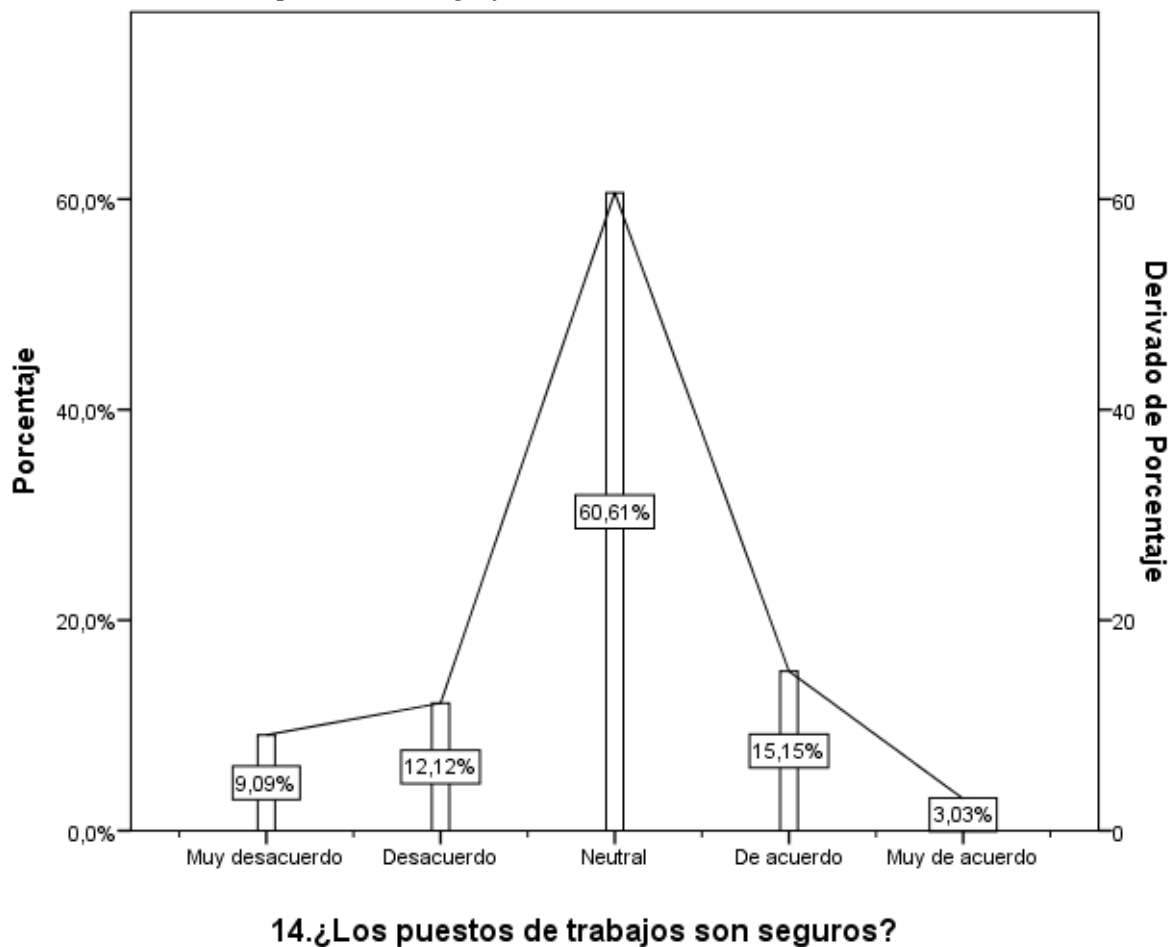 Porcentaje
60,0%
40,0%
20,0%
0,0%
60
40
20
0
Derivado de Porcentaje
9,09%
12,12%
60,61%
15,15%
3,03%
Muy desacuerdo
Desacuerdo
Neutral
De acuerdo
Muy de acuerdo
14.¿Los puestos de trabajos son seguros?